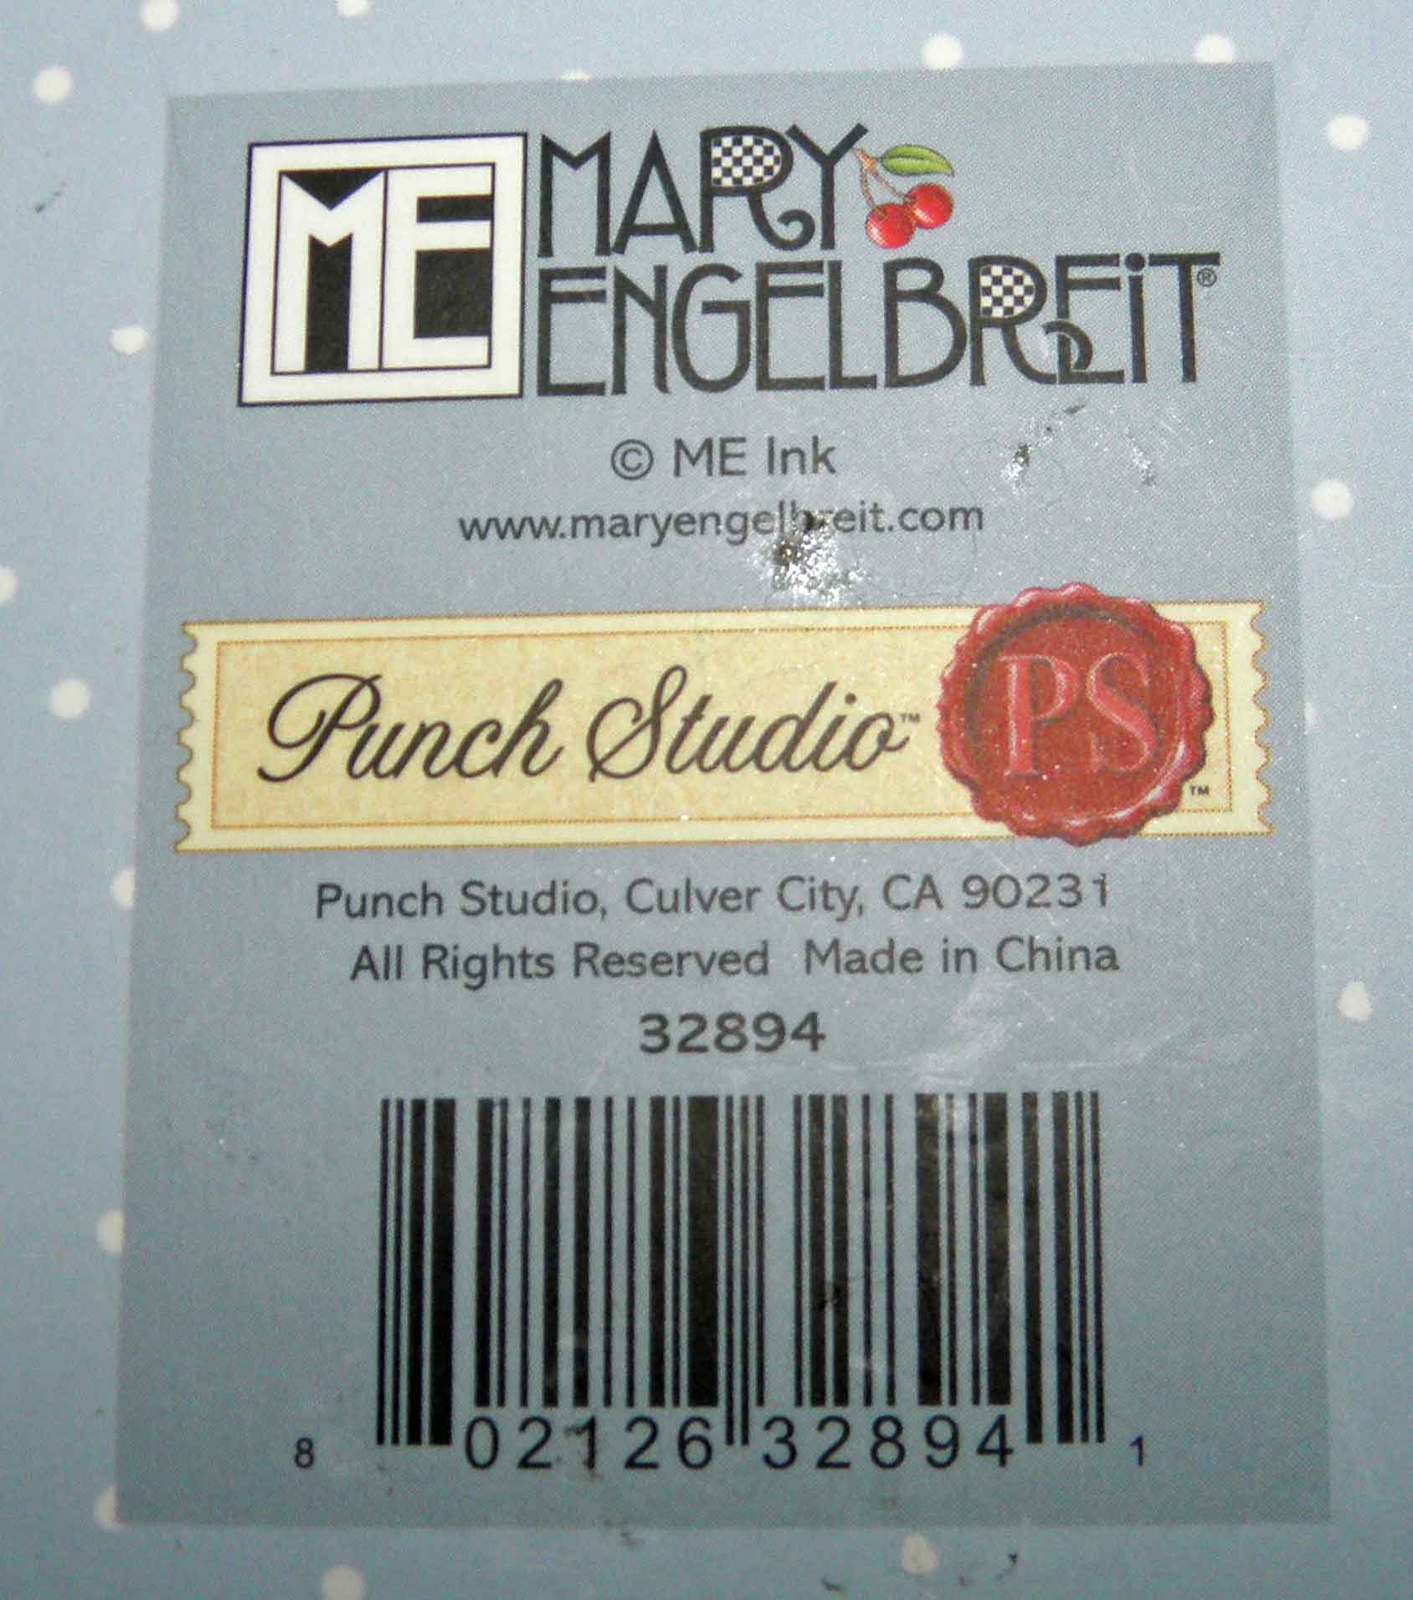 ME MARY
ENGELBREiT®
© ME Ink
www.maryengelbreit.com
Punch Studio™ PS™
Punch Studio, Culver City, CA 90231
All Rights Reserved Made in China
32894
8 02126 32894 1